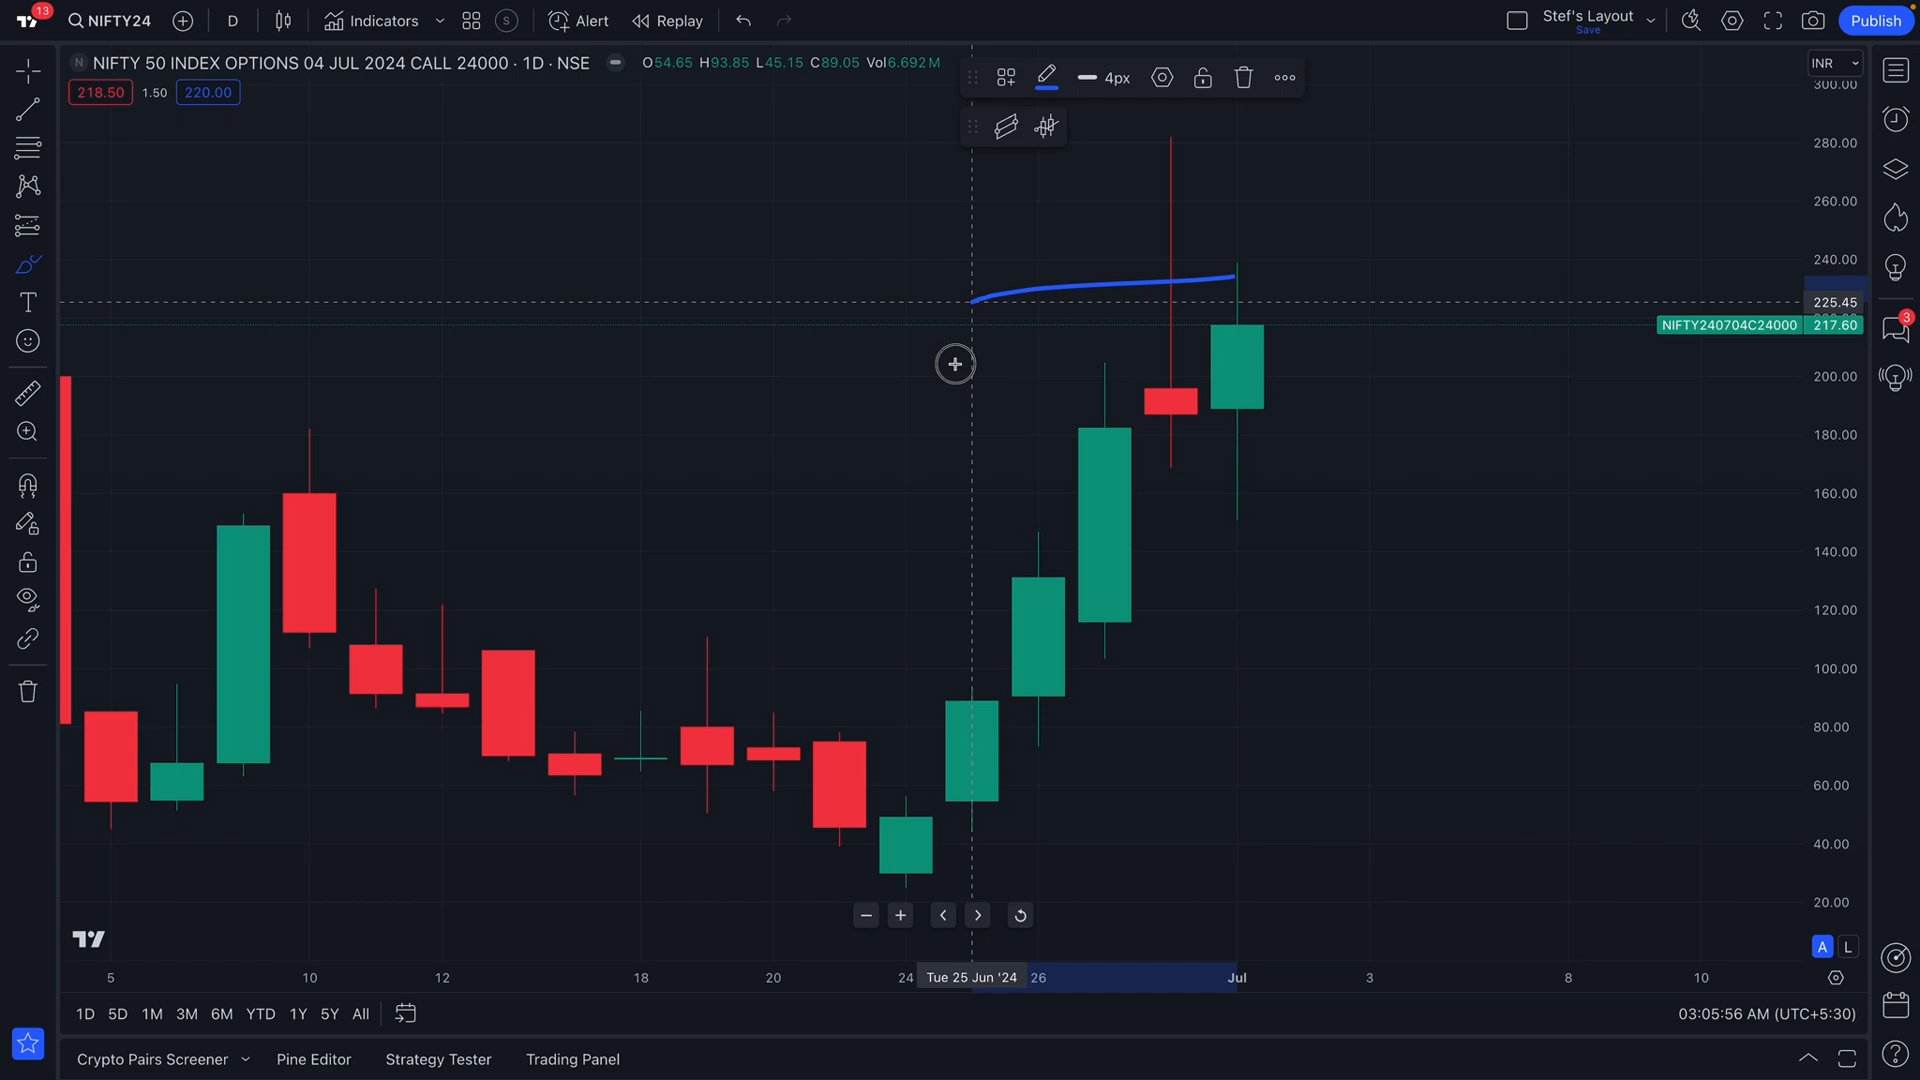 13
NIFTY24
D
Indicators
S
Alert
Replay
Stef's Layout
Save
Publish
N NIFTY 50 INDEX OPTIONS 04 JUL 2024 CALL 24000 · 1D · NSE
O54.65 H93.85 L45.15 C89.05 Vol6.692M
218.50 1.50 220.00
4px
INR
300.00
280.00
260.00
240.00
225.45
NIFTY240704C24000 217.60
200.00
180.00
160.00
140.00
120.00
100.00
80.00
60.00
40.00
20.00
3
T
A L
5 10 12 18 20 24 Tue 25 Jun '24 26 Jul 3 8 10
1D 5D 1M 3M 6M YTD 1Y 5Y All
03:05:56 AM (UTC+5:30)
Crypto Pairs Screener Pine Editor Strategy Tester Trading Panel